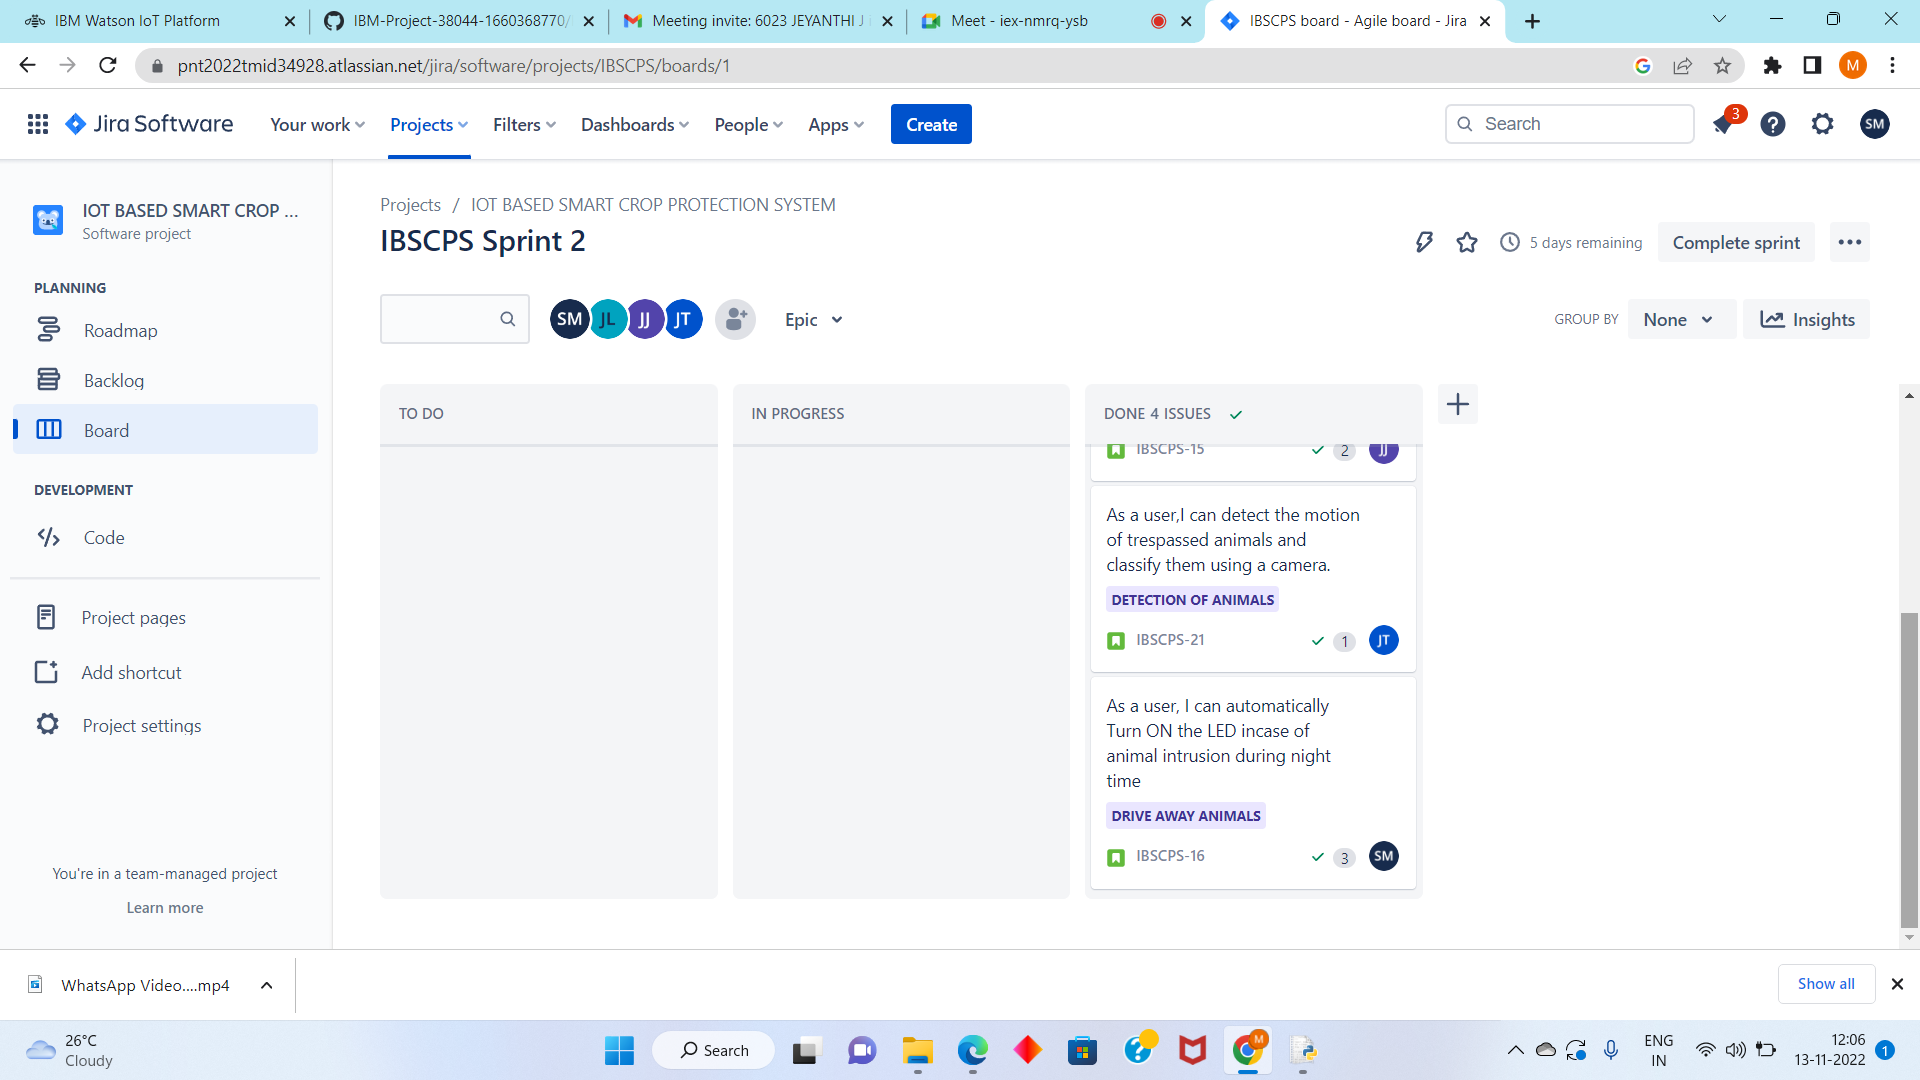 IBM Watson IoT Platform
IBM-Project-38044-1660368770/
Meeting invite: 6023 JEYANTHI J
Meet - iex-nmrq-ysb
IBSCPS board - Agile board - Jira
pnt2022tmid34928.atlassian.net/jira/software/projects/IBSCPS/boards/1
M
Jira Software
Your work
Projects
Filters
Dashboards
People
Apps
Create
Search
3
SM
IOT BASED SMART CROP ...
Software project
PLANNING
Roadmap
Backlog
Board
DEVELOPMENT
Code
Project pages
Add shortcut
Project settings
You're in a team-managed project
Learn more
Projects / IOT BASED SMART CROP PROTECTION SYSTEM
IBSCPS Sprint 2
5 days remaining
Complete sprint
SM JL JJ JT
Epic
GROUP BY
None
Insights
TO DO
IN PROGRESS
DONE 4 ISSUES
IBSCPS-15
2
JJ
As a user,I can detect the motion
of trespassed animals and
classify them using a camera.
DETECTION OF ANIMALS
IBSCPS-21
1
JT
As a user, I can automatically
Turn ON the LED incase of
animal intrusion during night
time
DRIVE AWAY ANIMALS
IBSCPS-16
3
SM
WhatsApp Video....mp4
Show all
26°C
Cloudy
Search
M
ENG
IN
12:06
13-11-2022
1